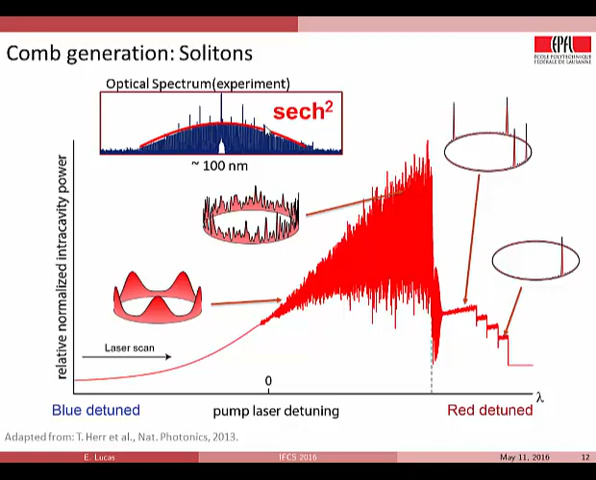 Comb generation: Solitons
EPFL
ÉCOLE POLYTECHNIQUE
FÉDÉRALE DE LAUSANNE
Optical Spectrum(experiment)
sech²
~ 100 nm
relative normalized intracavity power
Laser scan
0
λ
Blue detuned
pump laser detuning
Red detuned
Adapted from: T. Herr et al., Nat. Photonics, 2013.
E. Lucas
IFCS 2016
May 11, 2016
12